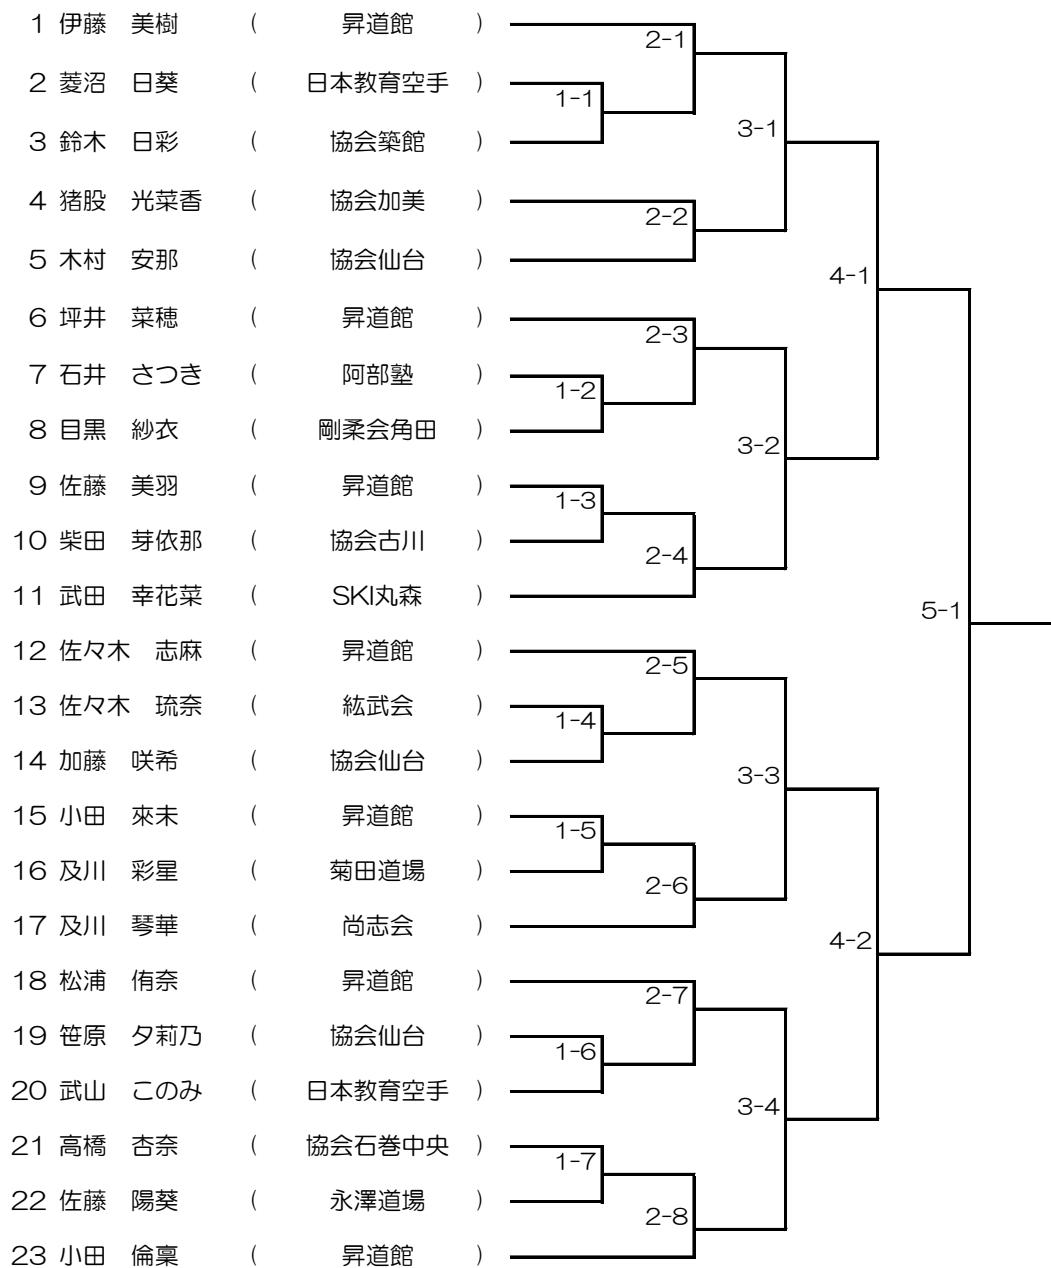 1 伊藤 美樹 ( 昇道館 )
2-1
2 菱沼 日葵 ( 日本教育空手 )
1-1
3 鈴木 日彩 ( 協会築館 )
3-1
4 猪股 光菜香 ( 協会加美 )
2-2
5 木村 安那 ( 協会仙台 )
4-1
6 坪井 菜穂 ( 昇道館 )
2-3
7 石井 さつき ( 阿部塾 )
1-2
8 目黒 紗衣 ( 剛柔会角田 )
3-2
9 佐藤 美羽 ( 昇道館 )
1-3
10 柴田 芽依那 ( 協会古川 )
2-4
11 武田 幸花菜 ( SKI丸森 )
5-1
12 佐々木 志麻 ( 昇道館 )
2-5
13 佐々木 琉奈 ( 紘武会 )
1-4
14 加藤 咲希 ( 協会仙台 )
3-3
15 小田 來未 ( 昇道館 )
1-5
16 及川 彩星 ( 菊田道場 )
2-6
17 及川 琴華 ( 尚志会 )
4-2
18 松浦 侑奈 ( 昇道館 )
2-7
19 笹原 夕莉乃 ( 協会仙台 )
1-6
20 武山 このみ ( 日本教育空手 )
3-4
21 高橋 杏奈 ( 協会石巻中央 )
1-7
22 佐藤 陽葵 ( 永澤道場 )
2-8
23 小田 倫稟 ( 昇道館 )